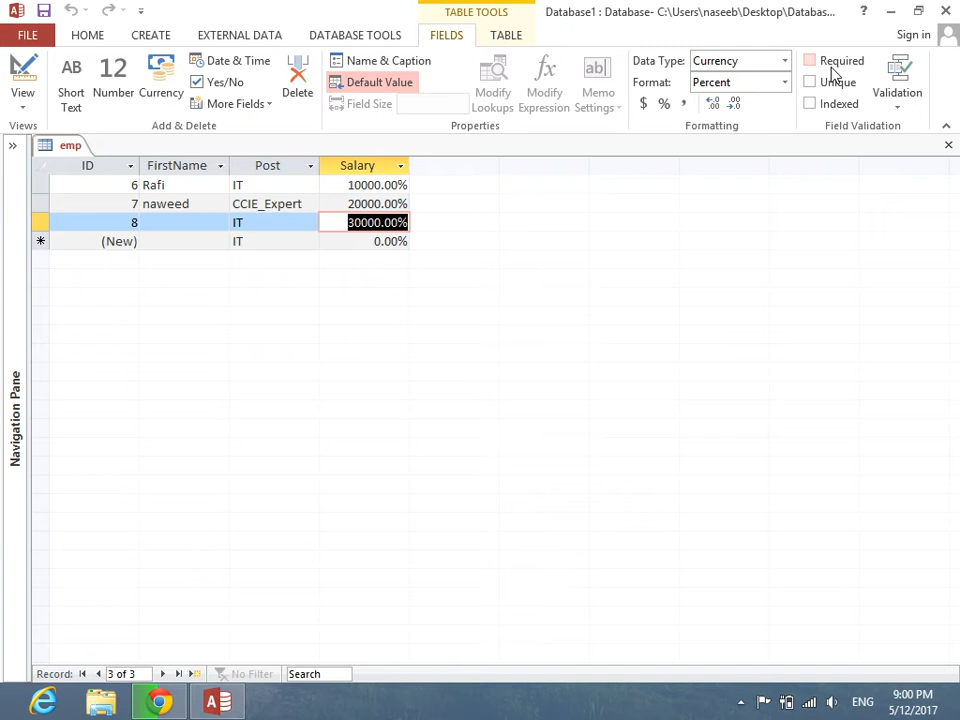 TABLE TOOLS
Database1 : Database- C:\Users\naseeb\Desktop\Databas...
FILE HOME CREATE EXTERNAL DATA DATABASE TOOLS FIELDS TABLE Sign in
View
Views
AB Short Text
12 Number
Currency
Date & Time
Yes/No
More Fields
Delete
Add & Delete
Name & Caption
Default Value
Field Size
Modify Lookups
Modify Expression
ab Memo Settings
Properties
Data Type: Currency
Format: Percent
$ % ,
Formatting
Required
Unique
Indexed
Validation
Field Validation
emp
ID FirstName Post Salary
6 Rafi IT 10000.00%
7 naweed CCIE_Expert 20000.00%
8 IT 30000.00%
(New) IT 0.00%
Navigation Pane
Record: 3 of 3 No Filter Search
ENG
9:00 PM
5/12/2017